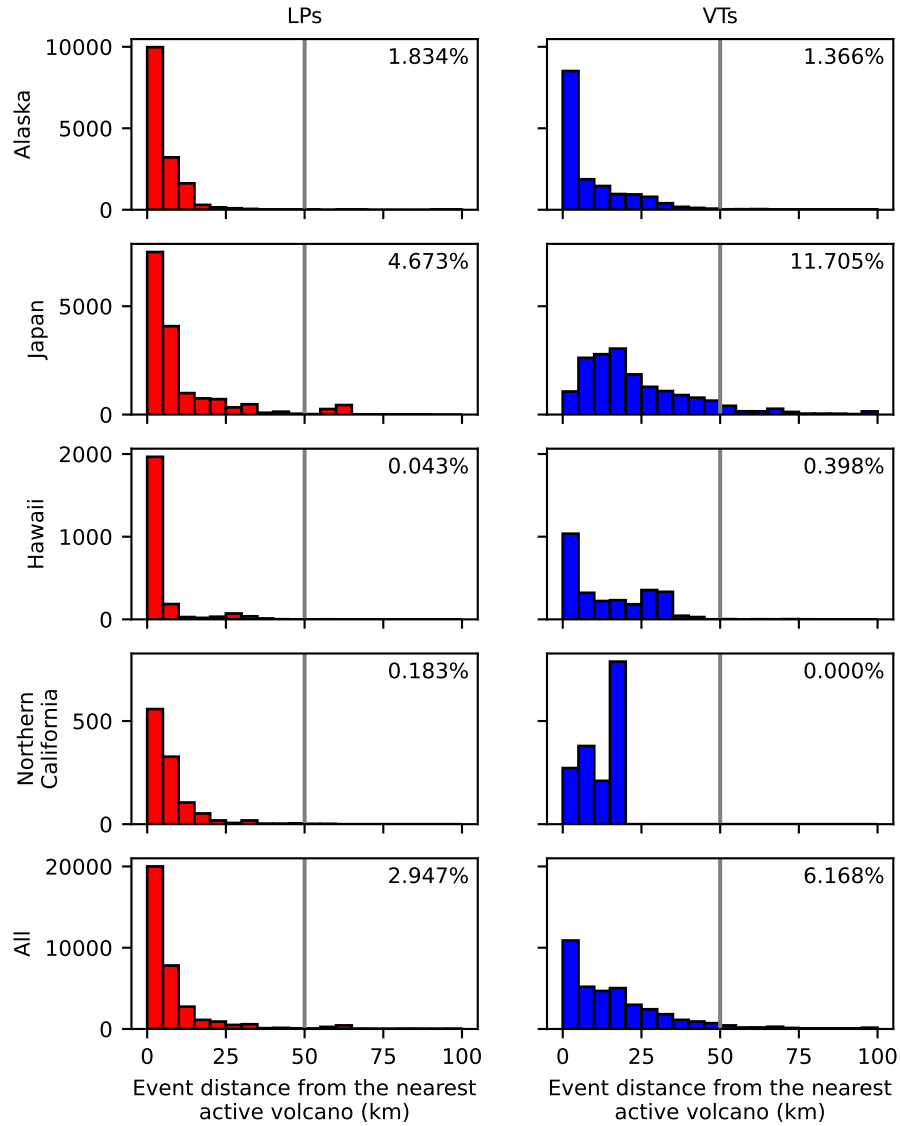 LPs
VTs
Alaska
10000
5000
0
1.834%
1.366%
Japan
5000
0
4.673%
11.705%
Hawaii
2000
1000
0
0.043%
0.398%
Northern
California
500
0
0.183%
0.000%
All
20000
10000
0
2.947%
6.168%
0 25 50 75 100
0 25 50 75 100
Event distance from the nearest
active volcano (km)
Event distance from the nearest
active volcano (km)